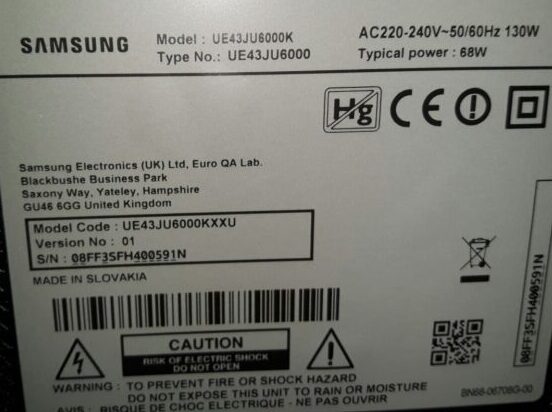 SAMSUNG
Model : UE43JU6000K
Type No.: UE43JU6000
AC220-240V~50/60Hz 130W
Typical power : 68W
Hg
CE
Samsung Electronics (UK) Ltd, Euro QA Lab.
Blackbushe Business Park
Saxony Way, Yateley, Hampshire
GU46 6GG United Kingdom
Model Code : UE43JU6000KXXU
Version No : 01
S/N : 08FF3SFH400591N
MADE IN SLOVAKIA
08FF3SFH400591N
CAUTION
RISK OF ELECTRIC SHOCK
DO NOT OPEN
WARNING : TO PREVENT FIRE OR SHOCK HAZARD
DO NOT EXPOSE THIS UNIT TO RAIN OR MOISTURE
AVIS : RISQUE DE CHOC ELECTRIQUE -
BN68-06708G-00